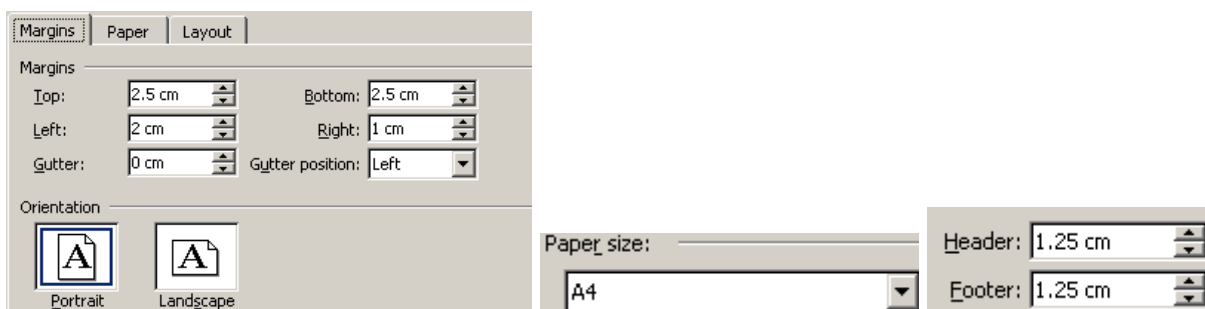 Margins Paper Layout
Margins
Top: 2.5 cm Bottom: 2.5 cm
Left: 2 cm Right: 1 cm
Gutter: 0 cm Gutter position: Left
Orientation
A A
Portrait Landscape
Paper size:
A4
Header: 1.25 cm
Footer: 1.25 cm